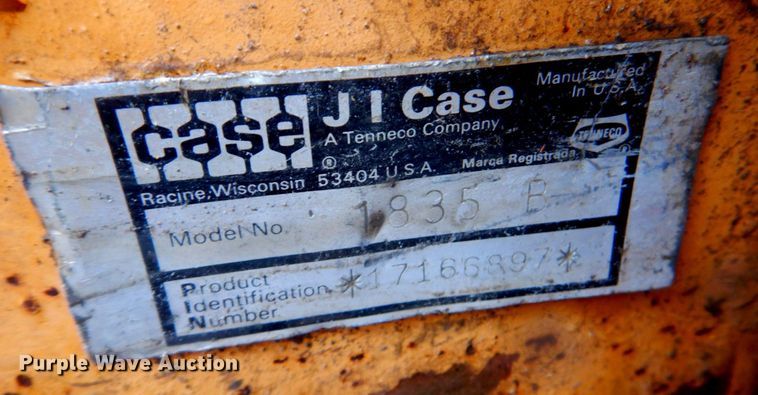 case
J I Case
A Tenneco Company
Manufactured
In U.S.A.
TENNECO
®
®
Racine, Wisconsin 53404 U.S.A.
Marca Registrada
Model No.
1835 B
Product
Identification
Number
*17166897*
Purple Wave Auction